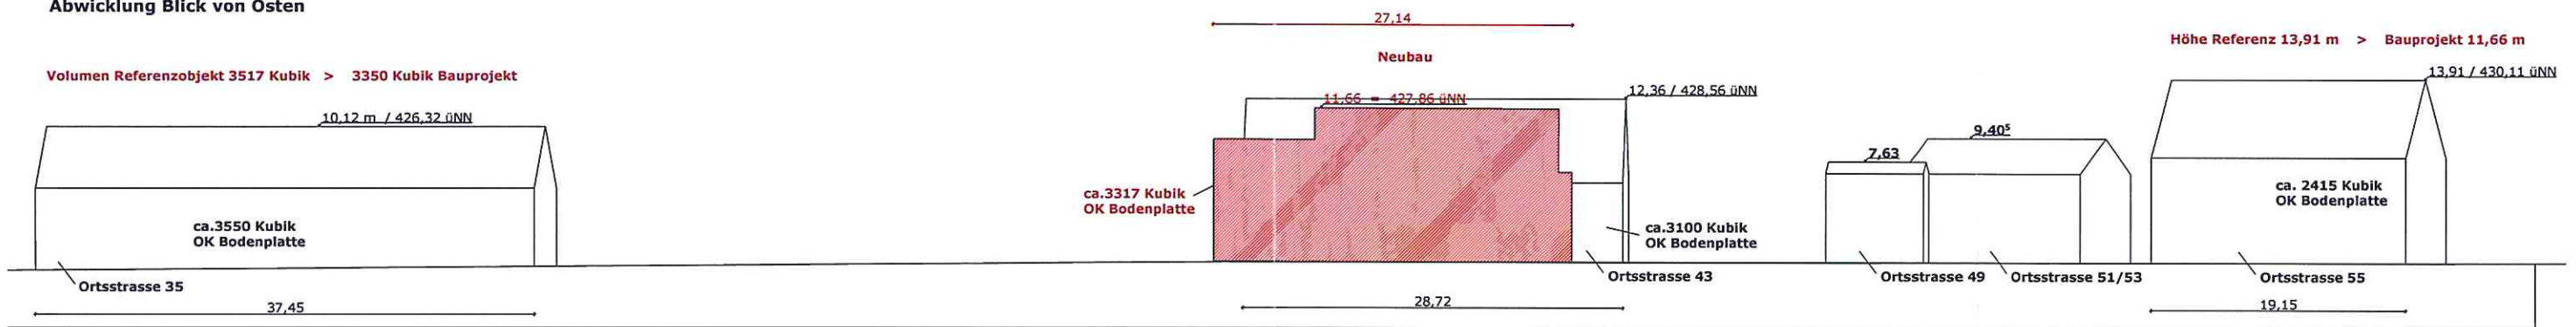 Abwicklung Blick von Osten
27,14
Neubau
Höhe Referenz 13,91 m > Bauprojekt 11,66 m
Volumen Referenzobjekt 3517 Kubik > 3350 Kubik Bauprojekt
13,91 / 430,11 üNN
12,36 / 428,56 üNN
11,66 = 427,86 üNN
10,12 m / 426,32 üNN
9,40⁵
7,63
ca.3317 Kubik
OK Bodenplatte
ca. 2415 Kubik
OK Bodenplatte
ca.3550 Kubik
OK Bodenplatte
ca.3100 Kubik
OK Bodenplatte
Ortsstrasse 35
Ortsstrasse 43
Ortsstrasse 49
Ortsstrasse 51/53
Ortsstrasse 55
37,45
28,72
19,15